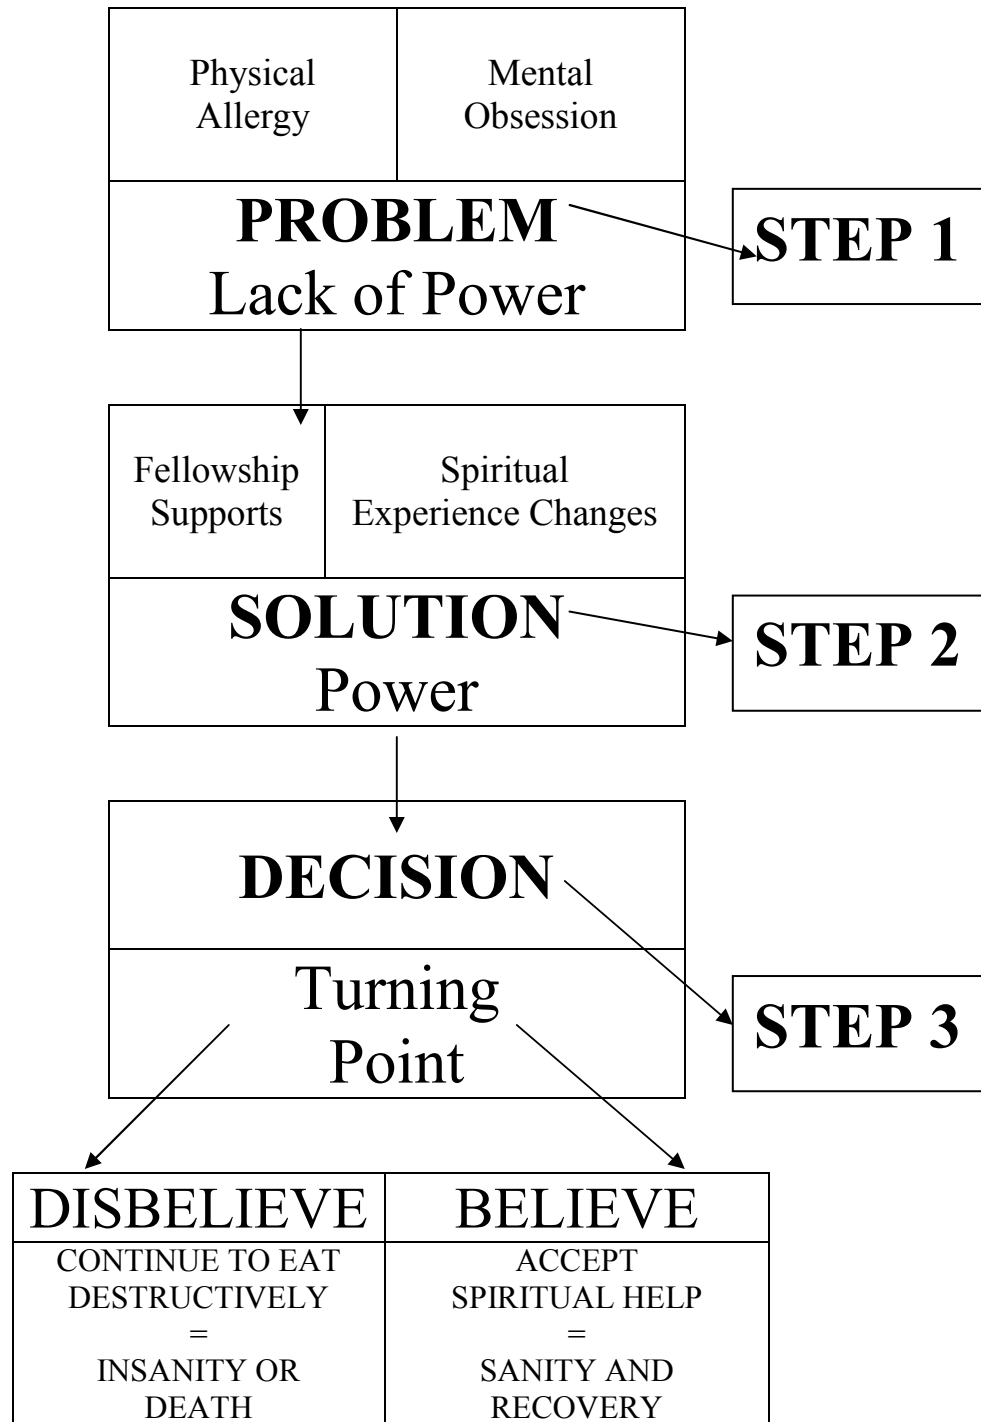 Physical
Allergy
Mental
Obsession
PROBLEM
Lack of Power
STEP 1
Fellowship
Supports
Spiritual
Experience Changes
SOLUTION
Power
STEP 2
DECISION
Turning
Point
STEP 3
DISBELIEVE
CONTINUE TO EAT
DESTRUCTIVELY
=
INSANITY OR
DEATH
BELIEVE
ACCEPT
SPIRITUAL HELP
=
SANITY AND
RECOVERY